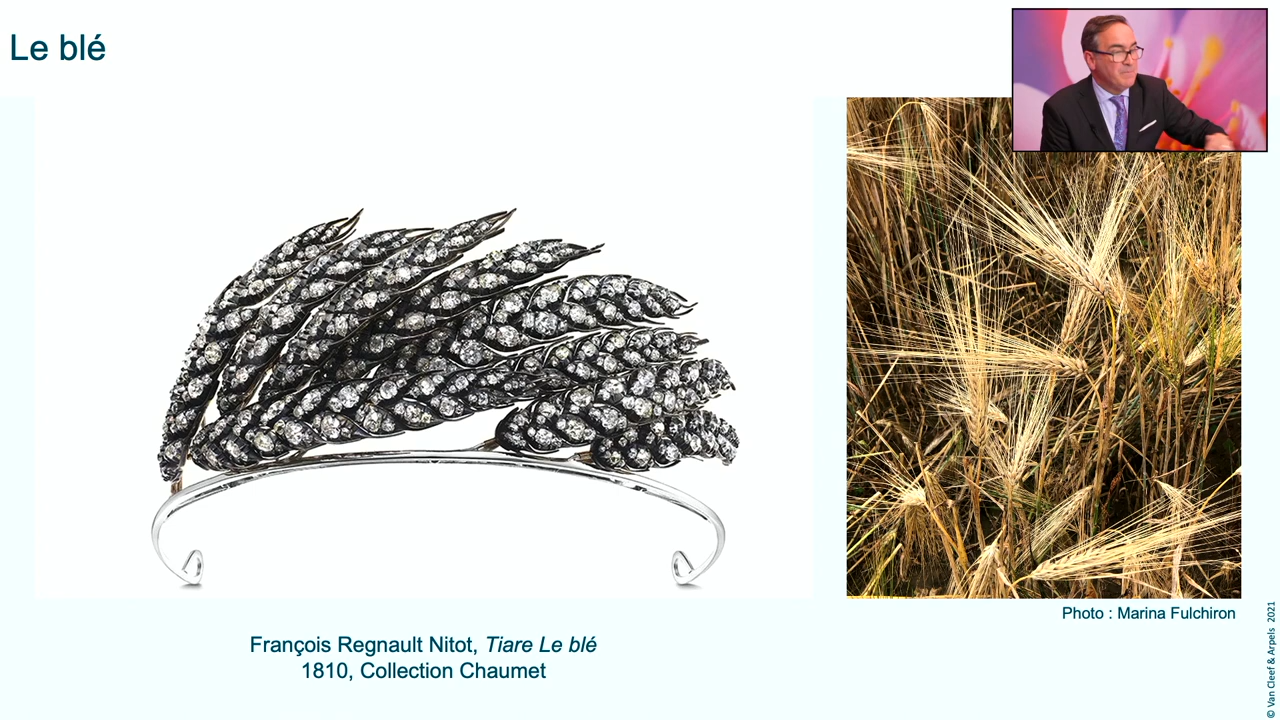 Le blé
Photo : Marina Fulchiron
François Regnault Nitot, Tiare Le blé
1810, Collection Chaumet
© Van Cleef & Arpels 2021